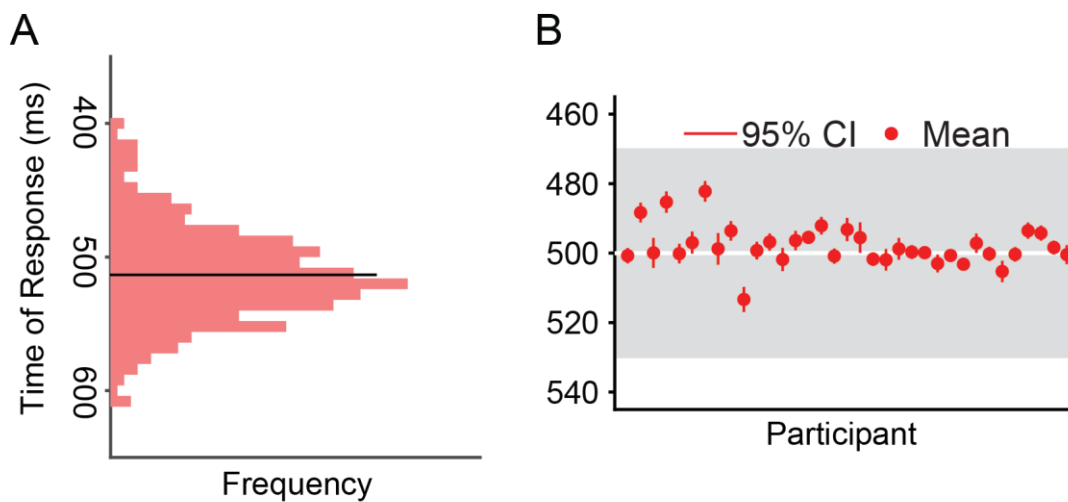 A
Time of Response (ms)
400
500
600
Frequency
B
95% CI
Mean
460
480
500
520
540
Participant